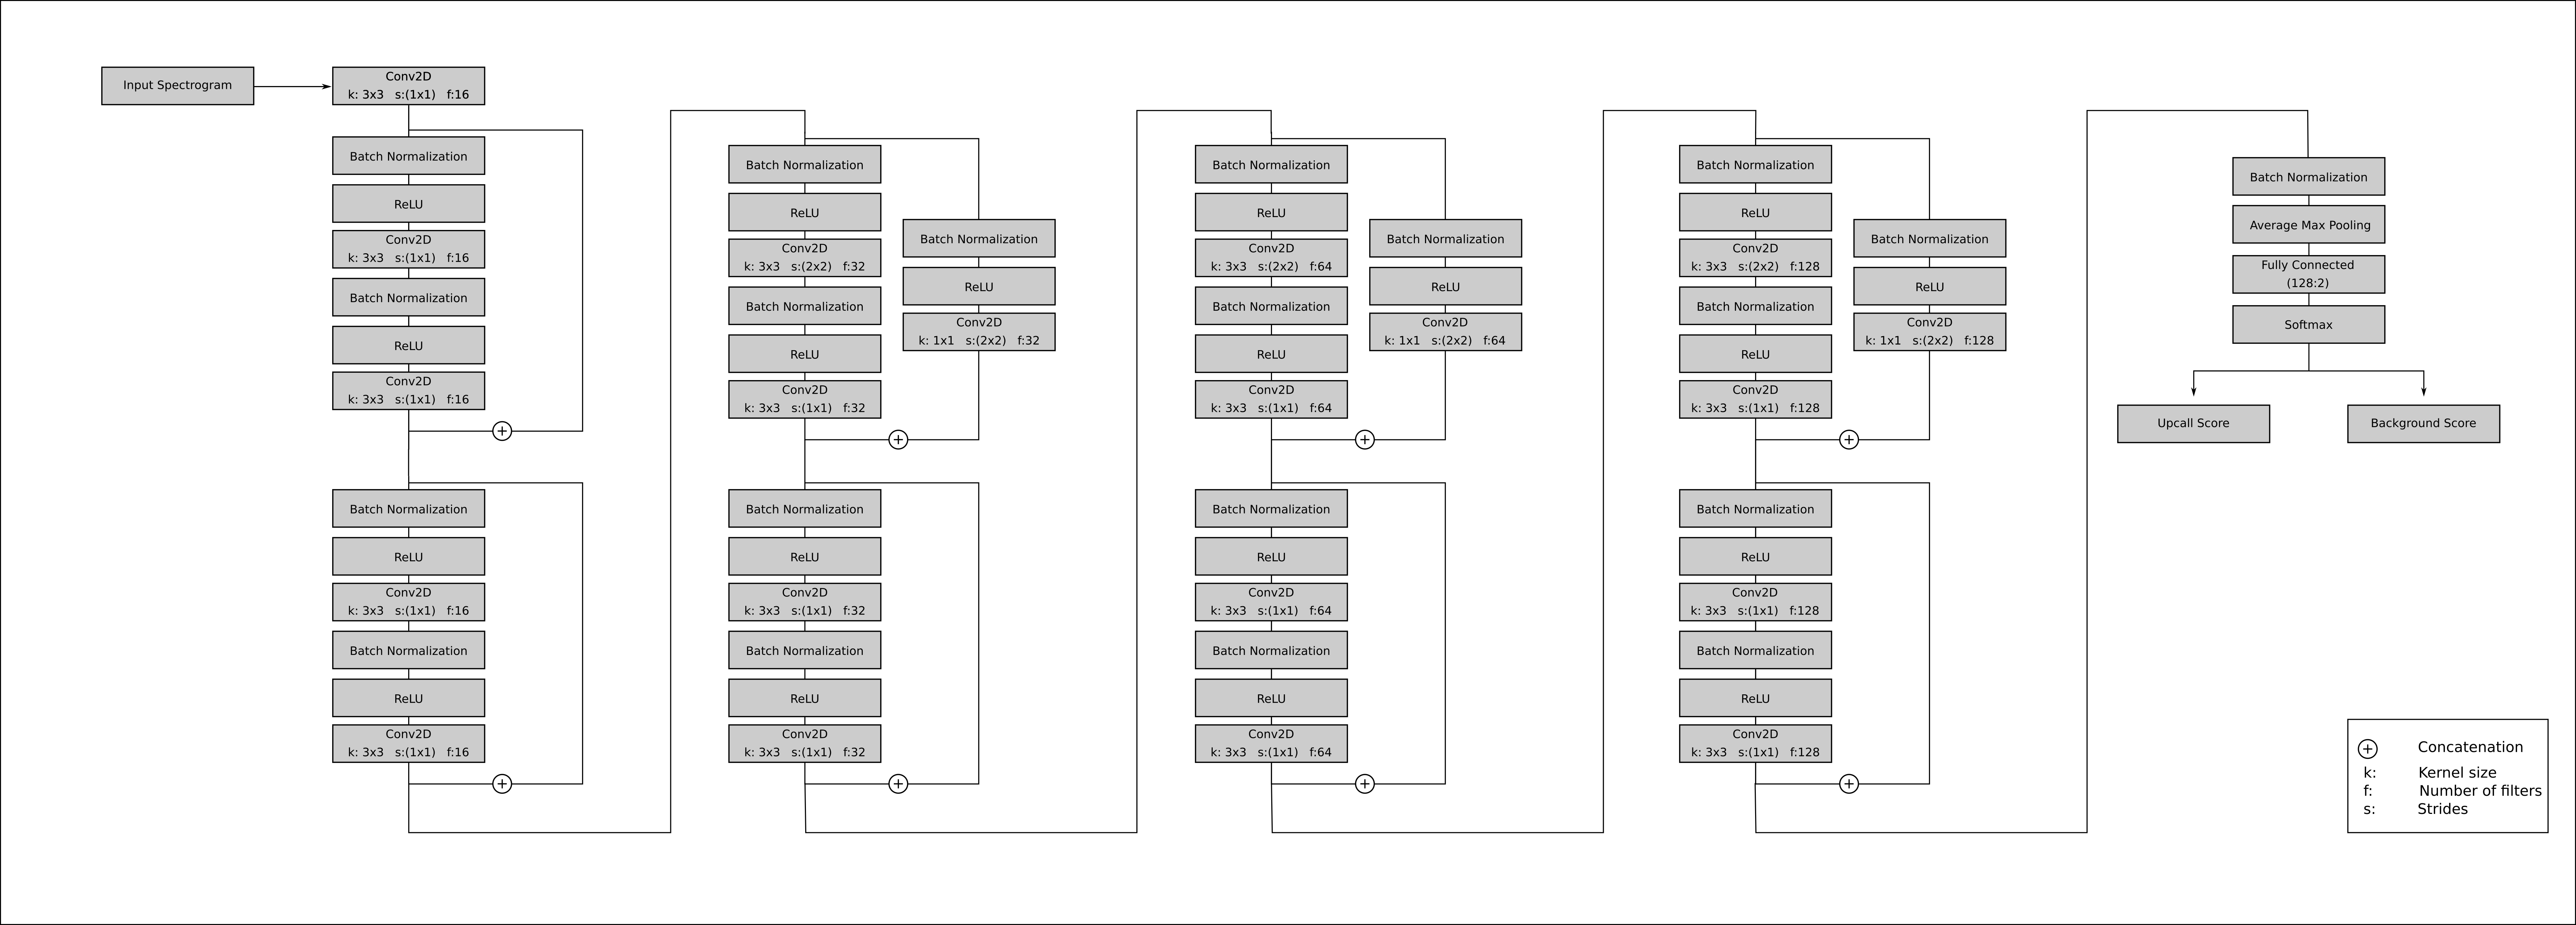 Input Spectrogram
Conv2D
k: 3x3 s:(1x1) f:16
Batch Normalization
ReLU
Conv2D
k: 3x3 s:(1x1) f:16
Batch Normalization
ReLU
Conv2D
k: 3x3 s:(1x1) f:16
Batch Normalization
ReLU
Conv2D
k: 3x3 s:(1x1) f:16
Batch Normalization
ReLU
Conv2D
k: 3x3 s:(1x1) f:16
Batch Normalization
ReLU
Conv2D
k: 3x3 s:(2x2) f:32
Batch Normalization
ReLU
Conv2D
k: 3x3 s:(1x1) f:32
Batch Normalization
ReLU
Conv2D
k: 1x1 s:(2x2) f:32
Batch Normalization
ReLU
Conv2D
k: 3x3 s:(1x1) f:32
Batch Normalization
ReLU
Conv2D
k: 3x3 s:(1x1) f:32
Batch Normalization
ReLU
Conv2D
k: 3x3 s:(2x2) f:64
Batch Normalization
ReLU
Conv2D
k: 3x3 s:(1x1) f:64
Batch Normalization
ReLU
Conv2D
k: 1x1 s:(2x2) f:64
Batch Normalization
ReLU
Conv2D
k: 3x3 s:(1x1) f:64
Batch Normalization
ReLU
Conv2D
k: 3x3 s:(1x1) f:64
Batch Normalization
ReLU
Conv2D
k: 3x3 s:(2x2) f:128
Batch Normalization
ReLU
Conv2D
k: 3x3 s:(1x1) f:128
Batch Normalization
ReLU
Conv2D
k: 1x1 s:(2x2) f:128
Batch Normalization
ReLU
Conv2D
k: 3x3 s:(1x1) f:128
Batch Normalization
ReLU
Conv2D
k: 3x3 s:(1x1) f:128
Batch Normalization
Average Max Pooling
Fully Connected
(128:2)
Softmax
Upcall Score
Background Score
+ Concatenation
k: Kernel size
f: Number of filters
s: Strides